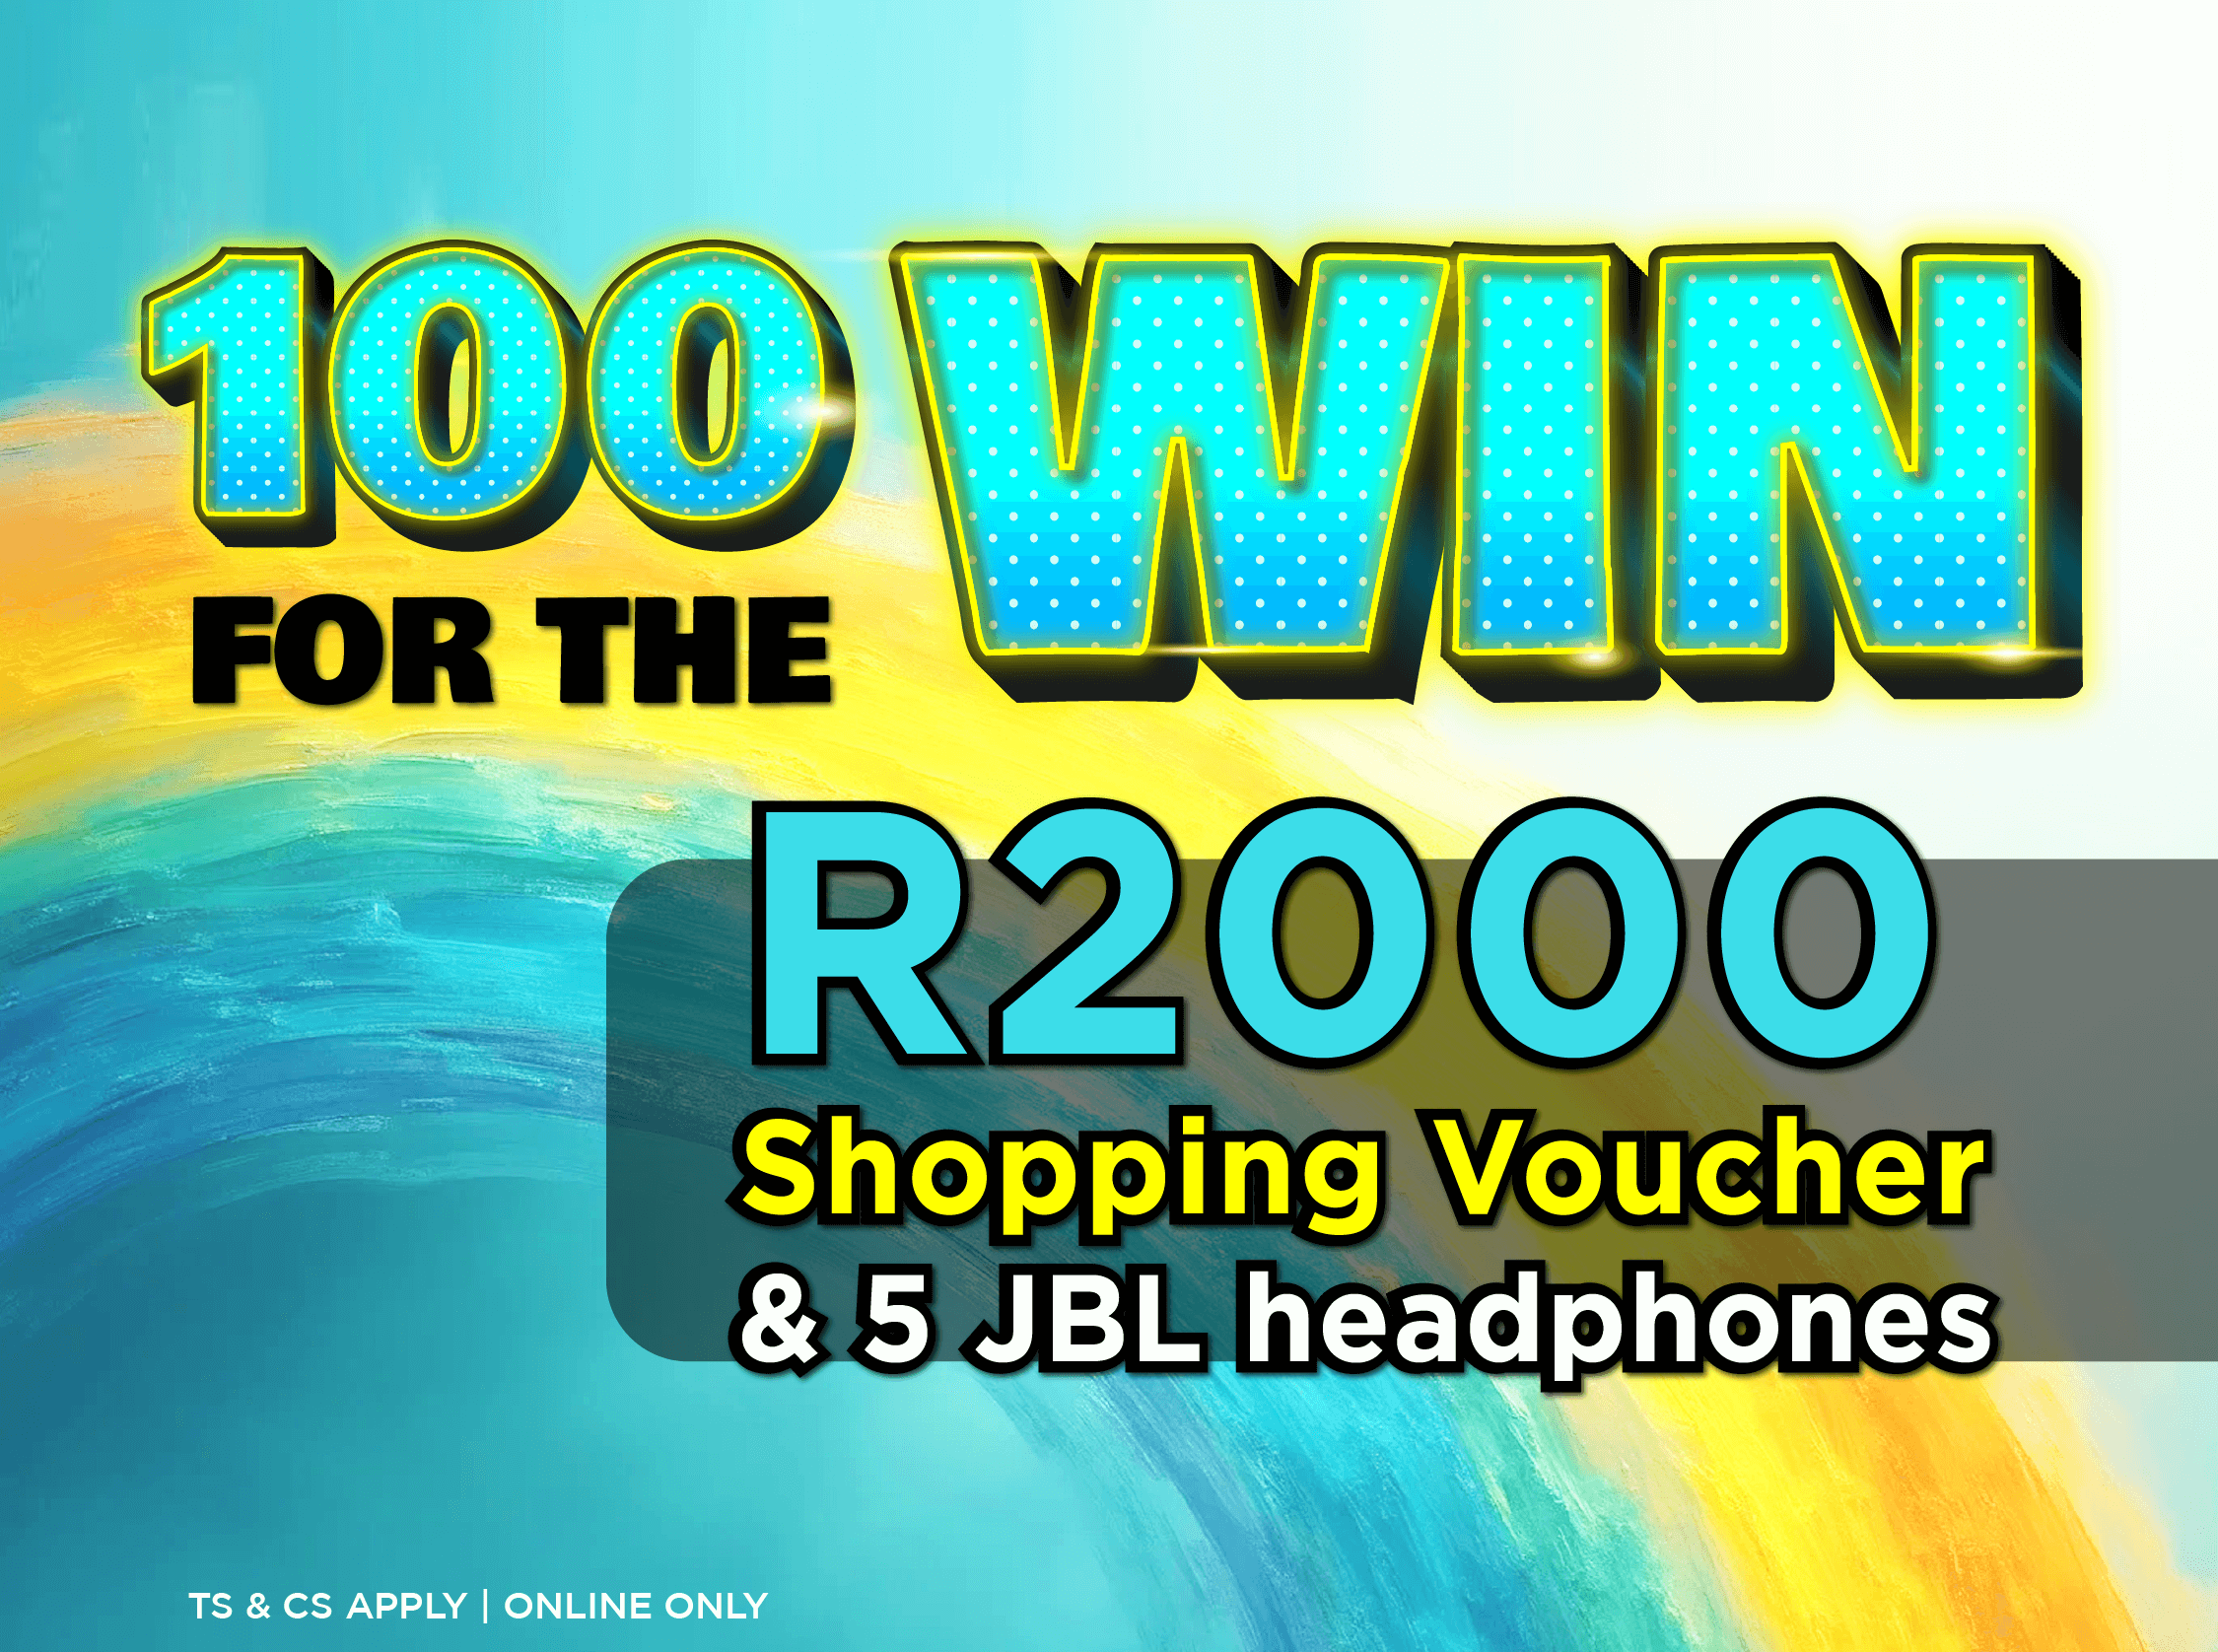 100
FOR THE
WIN
R2000
Shopping Voucher
& 5 JBL headphones
TS & CS APPLY | ONLINE ONLY